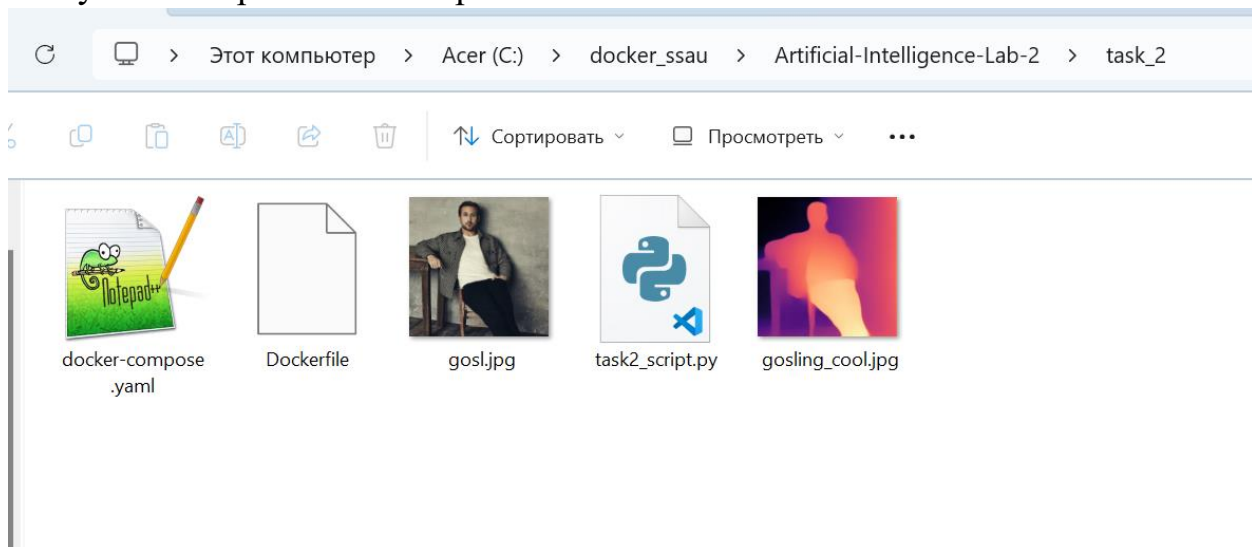 Этот компьютер > Acer (C:) > docker_ssau > Artificial-Intelligence-Lab-2 > task_2
Сортировать Просмотреть •••
Notepad++
docker-compose
.yaml
Dockerfile
gosl.jpg
task2_script.py
gosling_cool.jpg